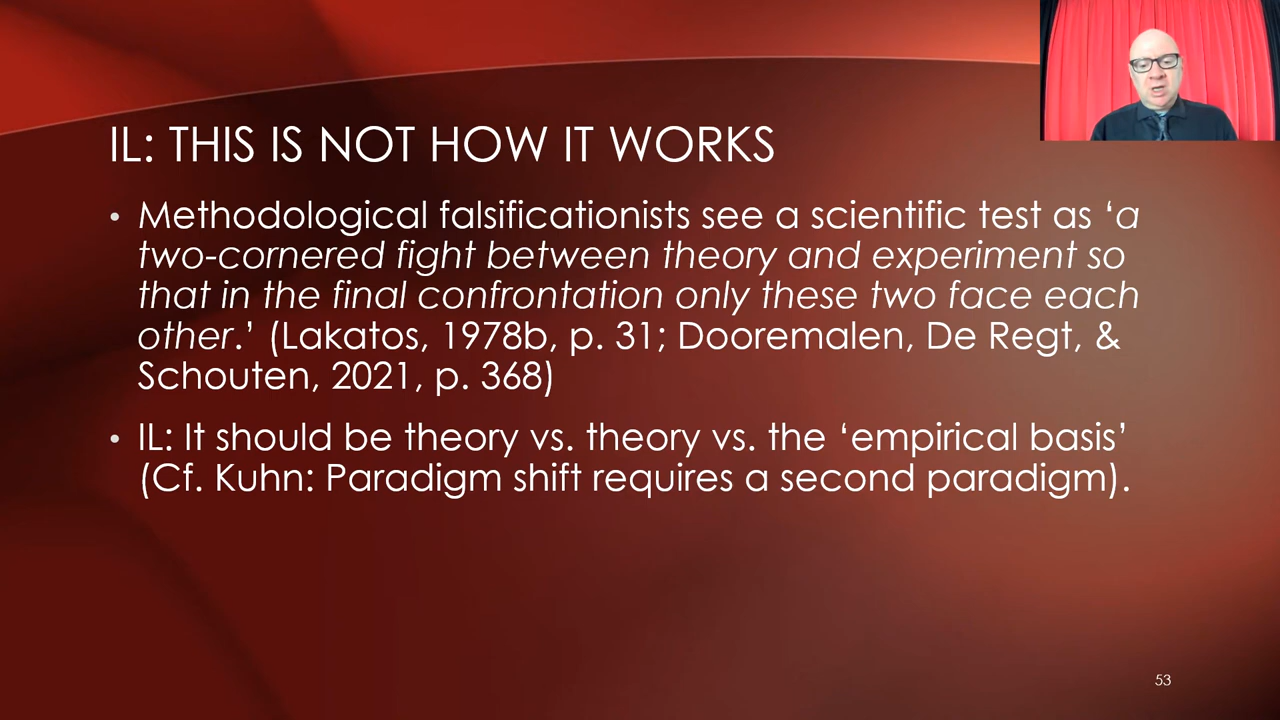 IL: THIS IS NOT HOW IT WORKS
• Methodological falsificationists see a scientific test as ‘a
two-cornered fight between theory and experiment so
that in the final confrontation only these two face each
other.’ (Lakatos, 1978b, p. 31; Dooremalen, De Regt, &
Schouten, 2021, p. 368)
• IL: It should be theory vs. theory vs. the ‘empirical basis’
(Cf. Kuhn: Paradigm shift requires a second paradigm).
53